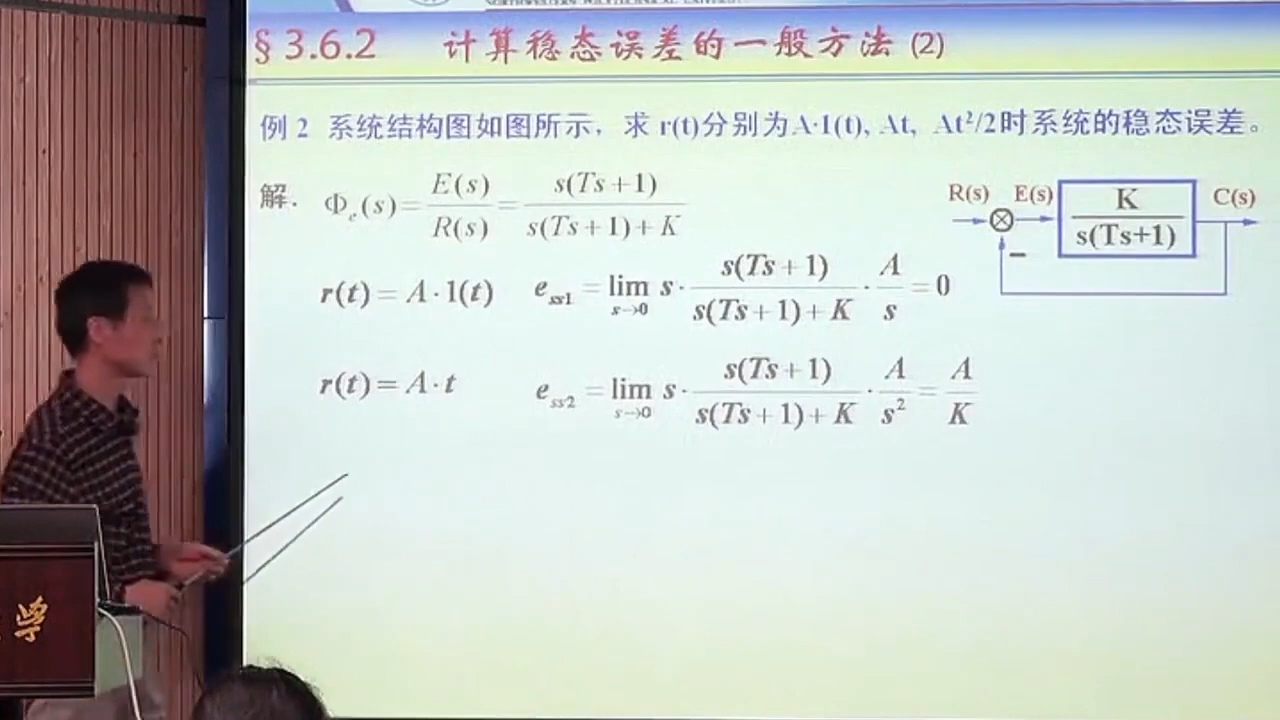 § 3.6.2 计算稳态误差的一般方法 (2)
例 2 系统结构图如图所示，求 r(t)分别为A·1(t), At, At²/2时系统的稳态误差。
解. Φₑ(s)= E(s)/R(s) = s(Ts+1)/(s(Ts+1)+K)
R(s) E(s) K/(s(Ts+1)) C(s)
−
r(t)= A·1(t) e_ss1 = lim s→0 s· s(Ts+1)/(s(Ts+1)+K) · A/s = 0
r(t)= A·t e_ss2 = lim s→0 s· s(Ts+1)/(s(Ts+1)+K) · A/s² = A/K
学